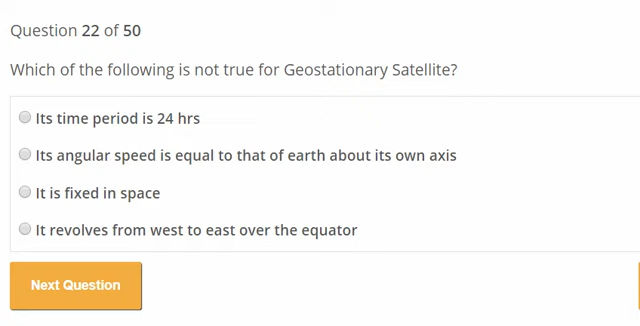 Question 22 of 50
Which of the following is not true for Geostationary Satellite?
Its time period is 24 hrs
Its angular speed is equal to that of earth about its own axis
It is fixed in space
It revolves from west to east over the equator
Next Question